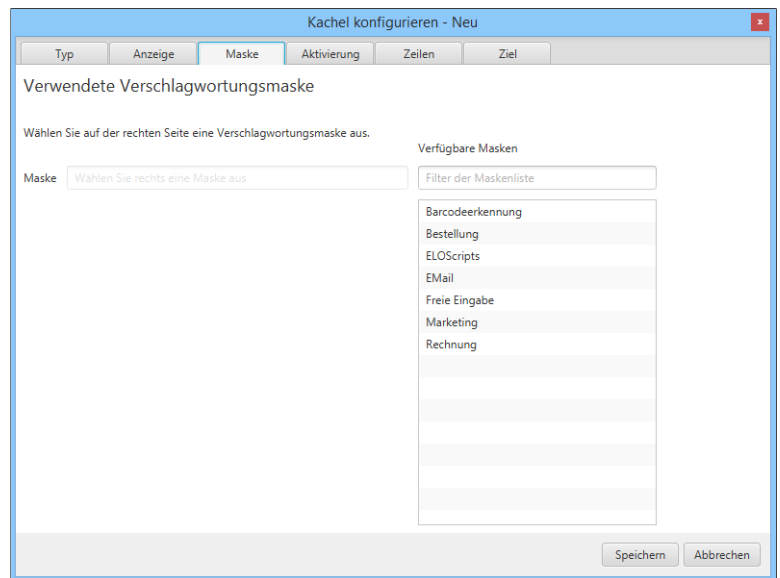 Kachel konfigurieren - Neu
x
Typ Anzeige Maske Aktivierung Zeilen Ziel
Verwendete Verschlagwortungsmaske
Wählen Sie auf der rechten Seite eine Verschlagwortungsmaske aus.
Verfügbare Masken
Maske Wählen Sie rechts eine Maske aus Filter der Maskenliste
Barcodeerkennung
Bestellung
ELOScripts
EMail
Freie Eingabe
Marketing
Rechnung
Speichern Abbrechen